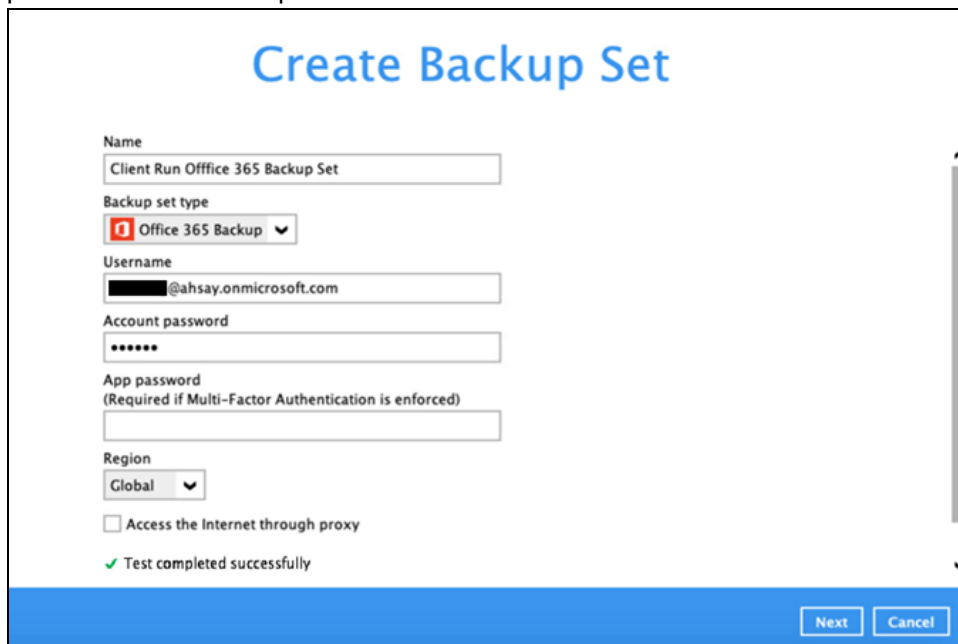 Create Backup Set
Name
Client Run Offfice 365 Backup Set
Backup set type
Office 365 Backup
Username
@ahsay.onmicrosoft.com
Account password
••••••
App password
(Required if Multi-Factor Authentication is enforced)
Region
Global
Access the Internet through proxy
Test completed successfully
Next Cancel